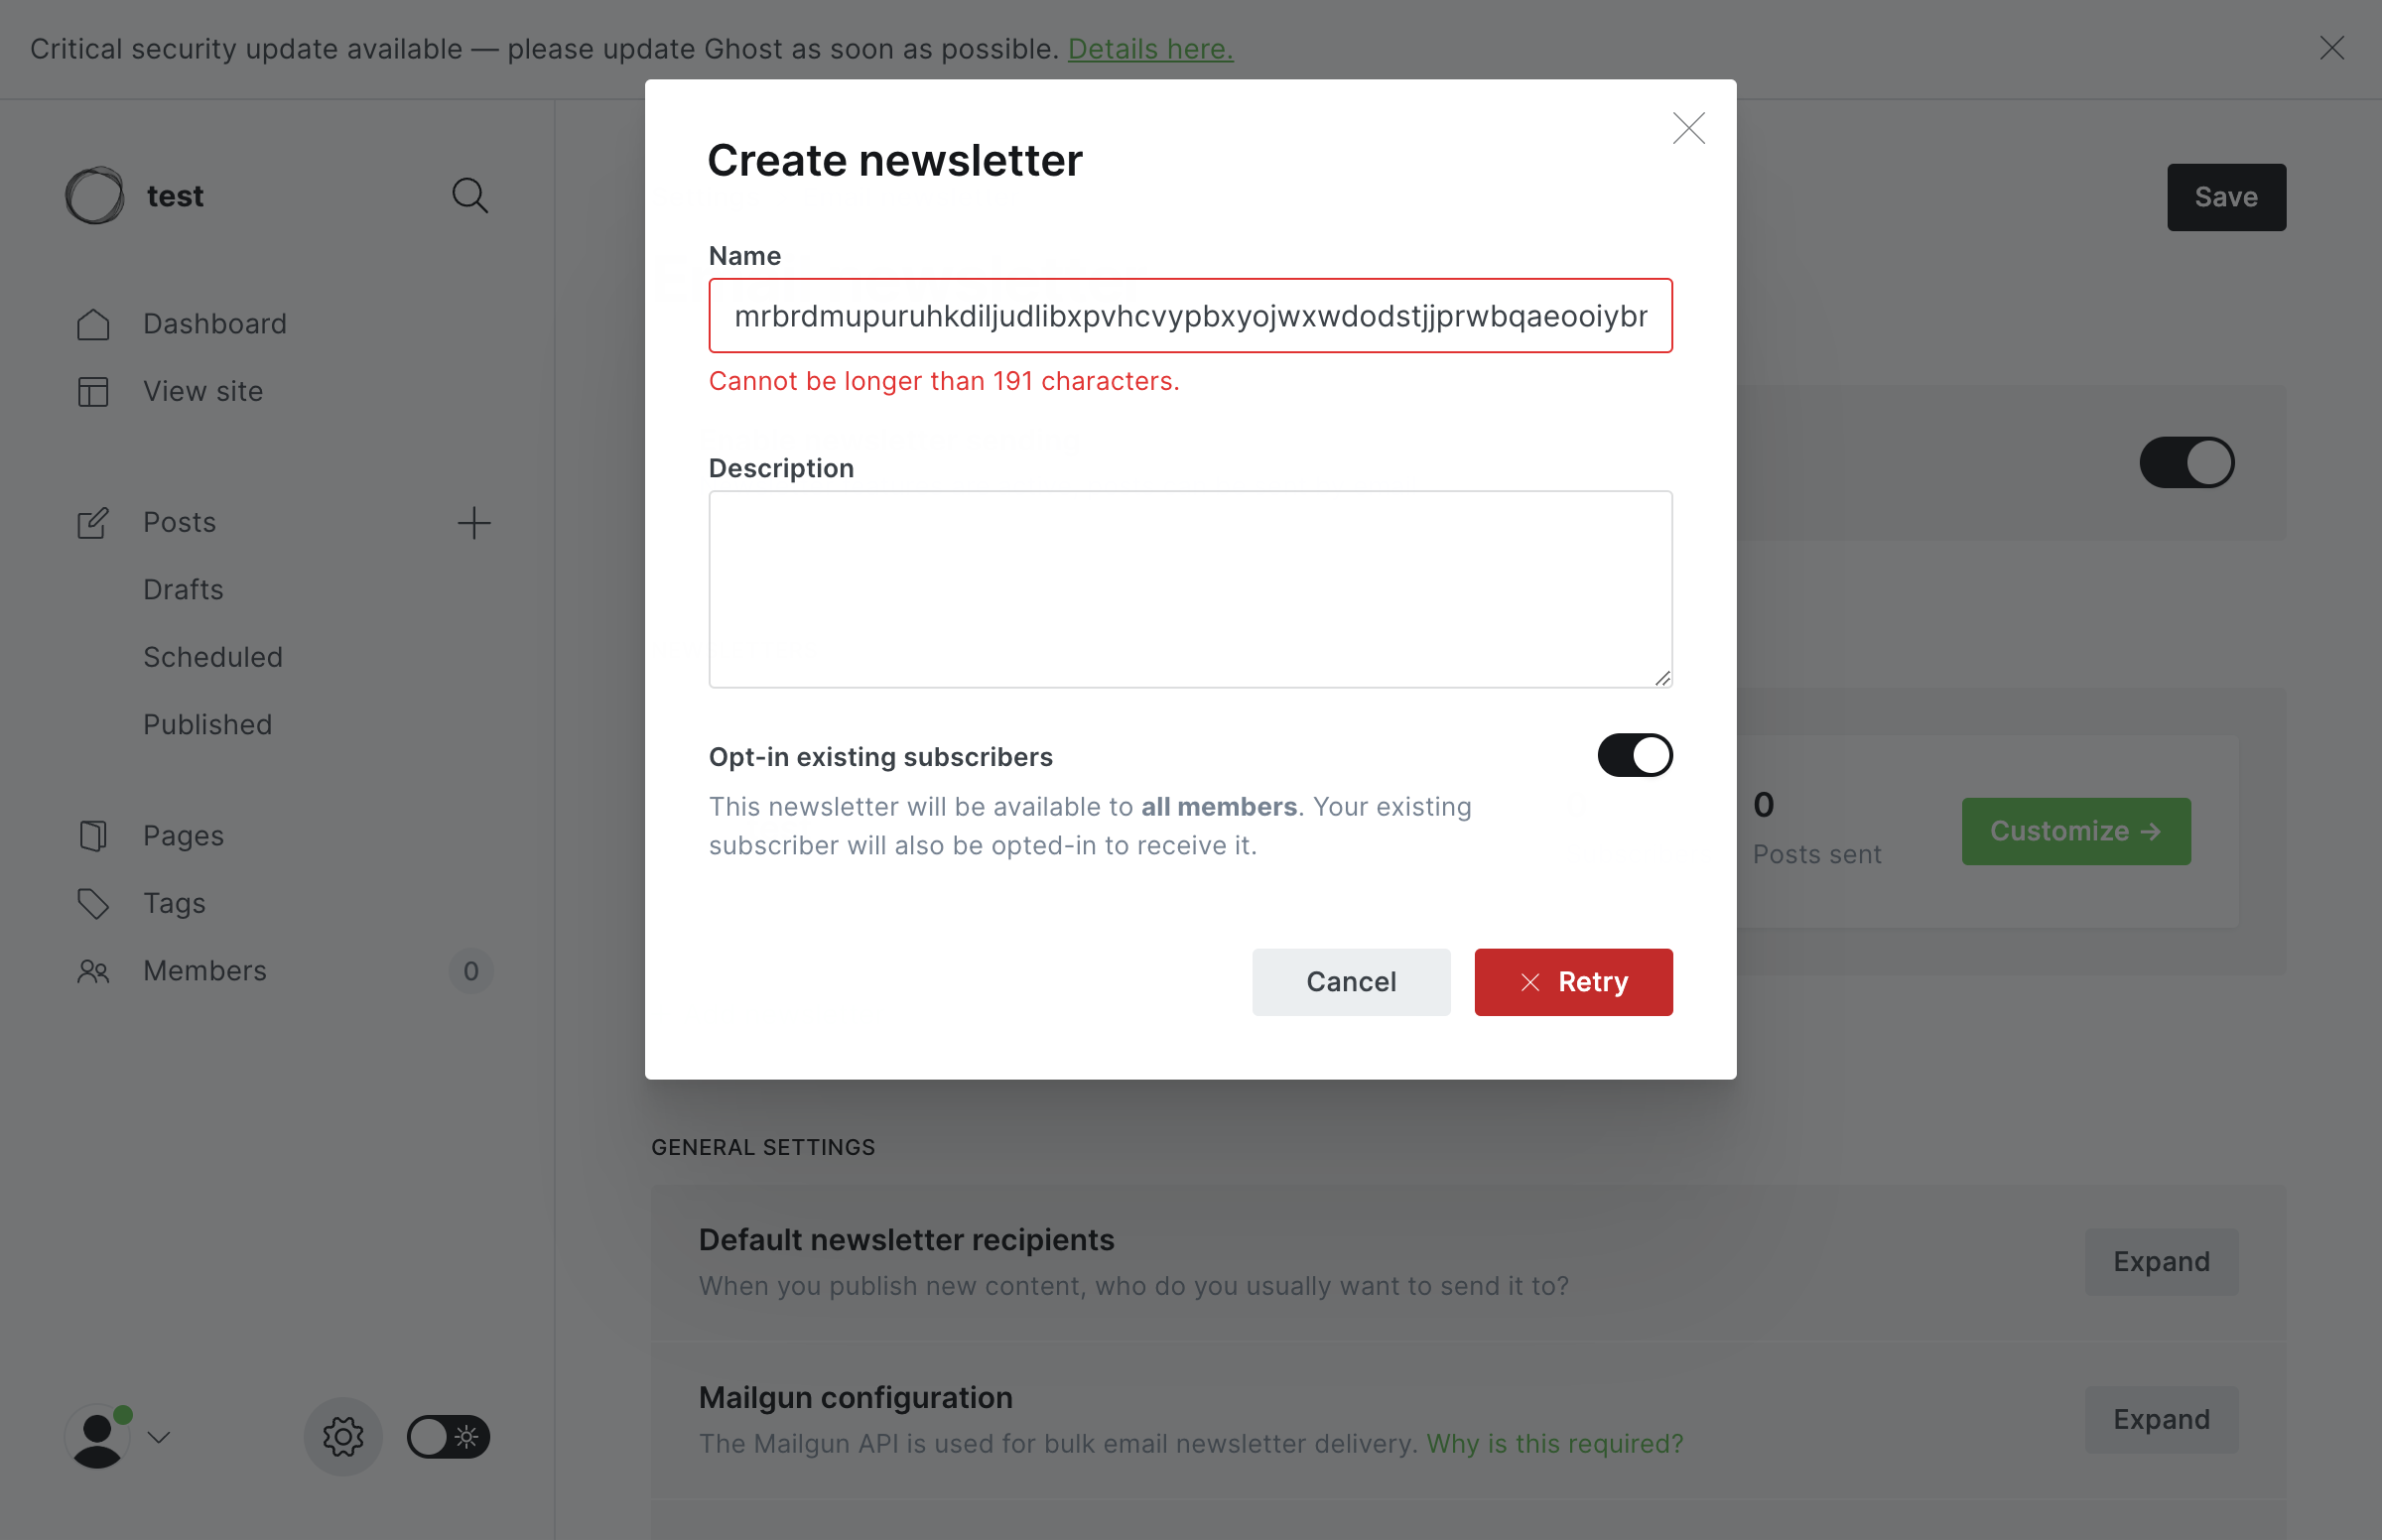 Critical security update available — please update Ghost as soon as possible. Details here.
test
Dashboard
View site
Posts
Drafts
Scheduled
Published
Pages
Tags
Members
0
Create newsletter
Name
mrbrdmupuruhkdiljudlibxpvhcvypbxyojwxwdodstjjprwbqaeooiybr
Cannot be longer than 191 characters.
Description
Opt-in existing subscribers
This newsletter will be available to all members. Your existing
subscriber will also be opted-in to receive it.
Cancel
Retry
Save
0
Posts sent
Customize →
GENERAL SETTINGS
Default newsletter recipients
When you publish new content, who do you usually want to send it to?
Expand
Mailgun configuration
The Mailgun API is used for bulk email newsletter delivery. Why is this required?
Expand